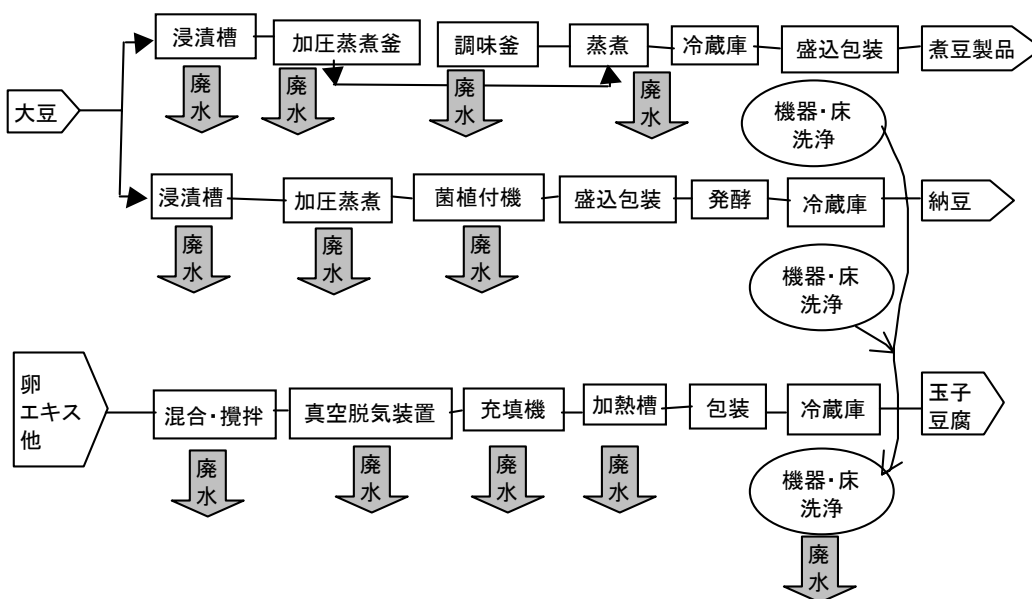 大豆
浸漬槽
加圧蒸煮釜
調味釜
蒸煮
冷蔵庫
盛込包装
煮豆製品
廃
水
廃
水
廃
水
廃
水
機器・床
洗浄
浸漬槽
加圧蒸煮
菌植付機
盛込包装
発酵
冷蔵庫
納豆
廃
水
廃
水
廃
水
機器・床
洗浄
卵
エキス
他
混合・攪拌
真空脱気装置
充填機
加熱槽
包装
冷蔵庫
玉子
豆腐
廃
水
廃
水
廃
水
廃
水
機器・床
洗浄
廃
水